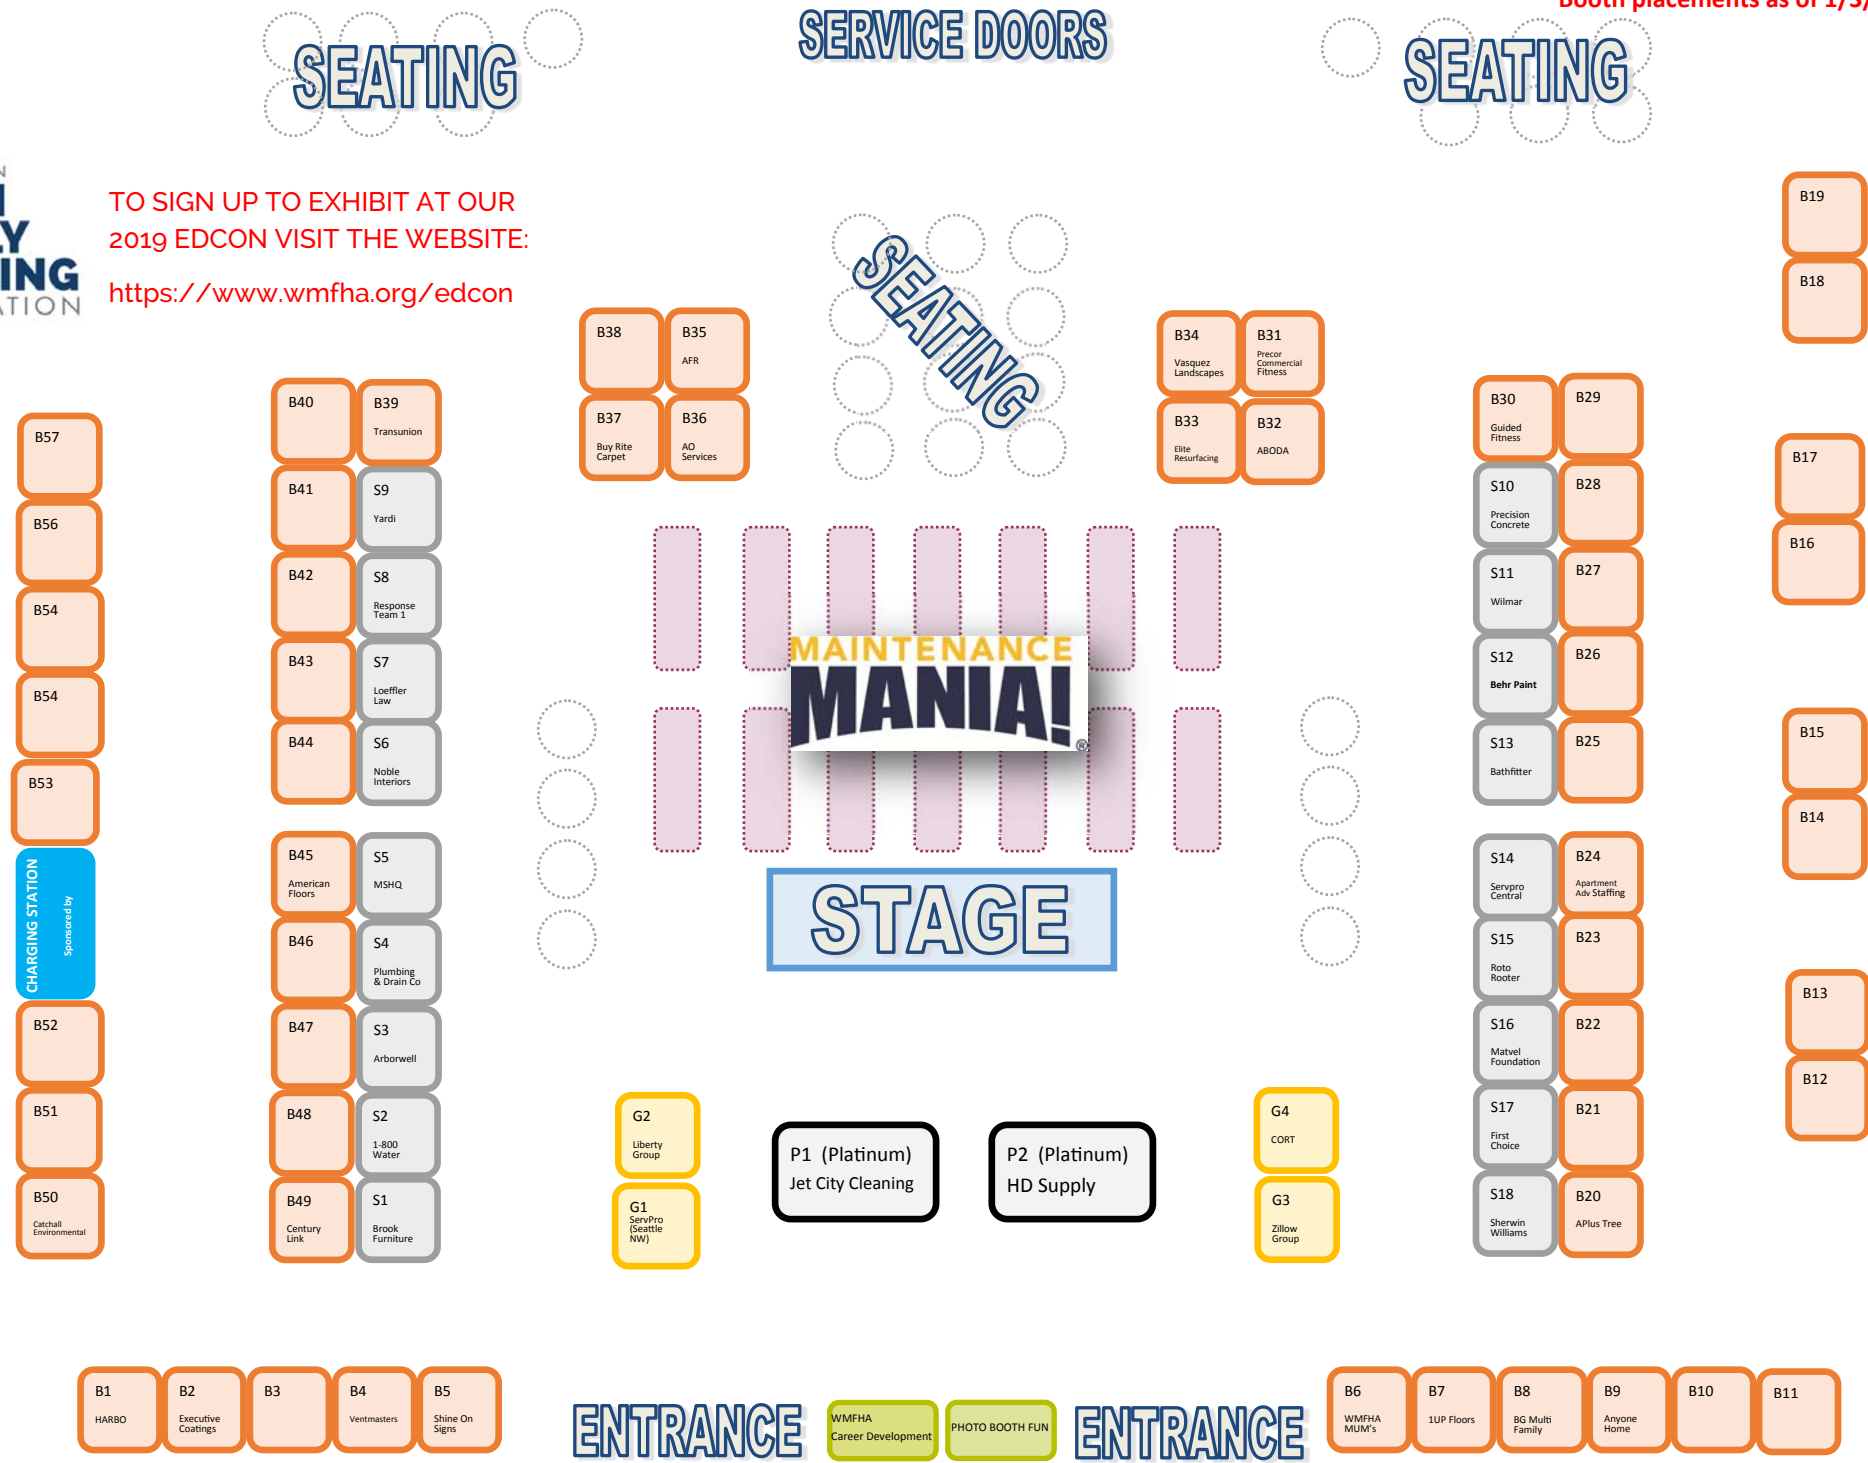 Booth placements as of 1/3/
SEATING
SERVICE DOORS
SEATING
LY
ING
ATION
TO SIGN UP TO EXHIBIT AT OUR
2019 EDCON VISIT THE WEBSITE:
https://www.wmfha.org/edcon
SEATING
B19
B18
B17
B16
B15
B14
B13
B12
B38
B35
AFR
B37
Buy Rite
Carpet
B36
AO
Services
B34
Vasquez
Landscapes
B31
Precor
Commercial
Fitness
B33
Elite
Resurfacing
B32
ABODA
B57
B56
B54
B54
B53
CHARGING STATION
Sponsored by
B52
B51
B50
Catchall
Environmental
B40
B39
Transunion
B41
S9
Yardi
B42
S8
Response
Team 1
B43
S7
Loeffler
Law
B44
S6
Noble
Interiors
B45
American
Floors
S5
MSHQ
B46
S4
Plumbing
& Drain Co
B47
S3
Arborwell
B48
S2
1-800
Water
B49
Century
Link
S1
Brook
Furniture
MAINTENANCE
MANIA!®
STAGE
B30
Guided
Fitness
B29
S10
Precision
Concrete
B28
S11
Wilmar
B27
S12
Behr Paint
B26
S13
Bathfitter
B25
S14
Servpro
Central
B24
Apartment
Adv Staffing
S15
Roto
Rooter
B23
S16
Matvel
Foundation
B22
S17
First
Choice
B21
S18
Sherwin
Williams
B20
APlus Tree
G2
Liberty
Group
G1
ServPro
(Seattle
NW)
P1 (Platinum)
Jet City Cleaning
P2 (Platinum)
HD Supply
G4
CORT
G3
Zillow
Group
B1
HARBO
B2
Executive
Coatings
B3
B4
Ventmasters
B5
Shine On
Signs
ENTRANCE
WMFHA
Career Development
PHOTO BOOTH FUN
ENTRANCE
B6
WMFHA
MUM's
B7
1UP Floors
B8
BG Multi
Family
B9
Anyone
Home
B10
B11